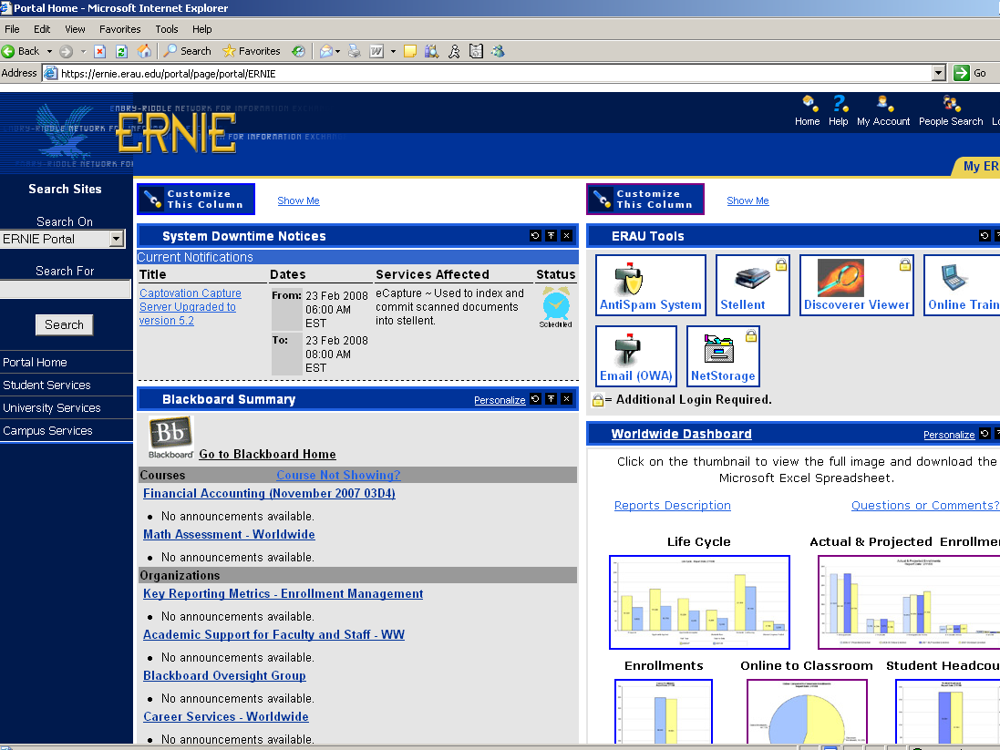 Portal Home - Microsoft Internet Explorer
File Edit View Favorites Tools Help
Back Search Favorites
Address https://ernie.erau.edu/portal/page/portal/ERNIE Go
EMBRY-RIDDLE NETWORK FOR INFORMATION
ERNIE
Home Help My Account People Search Lo
My ER
Search Sites
Search On
ERNIE Portal
Search For
Search
Portal Home
Student Services
University Services
Campus Services
Customize
This Column
Show Me
System Downtime Notices
Current Notifications
Title Dates Services Affected Status
Captovation Capture
Server Upgraded to
version 5.2
From: 23 Feb 2008
06:00 AM
EST
To: 23 Feb 2008
08:00 AM
EST
eCapture ~ Used to index and
commit scanned documents
into stellent.
Scheduled
Blackboard Summary Personalize
Bb
Blackboard
Go to Blackboard Home
Courses Course Not Showing?
Financial Accounting (November 2007 03D4)
No announcements available.
Math Assessment - Worldwide
No announcements available.
Organizations
Key Reporting Metrics - Enrollment Management
No announcements available.
Academic Support for Faculty and Staff - WW
No announcements available.
Blackboard Oversight Group
No announcements available.
Career Services - Worldwide
No announcements available.
Customize
This Column
Show Me
ERAU Tools
AntiSpam System
Stellent
Discoverer Viewer
Online Train
Email (OWA)
NetStorage
= Additional Login Required.
Worldwide Dashboard Personalize
Click on the thumbnail to view the full image and download the
Microsoft Excel Spreadsheet.
Reports Description Questions or Comments?
Life Cycle Actual & Projected Enrollmen
Enrollments Online to Classroom Student Headcou